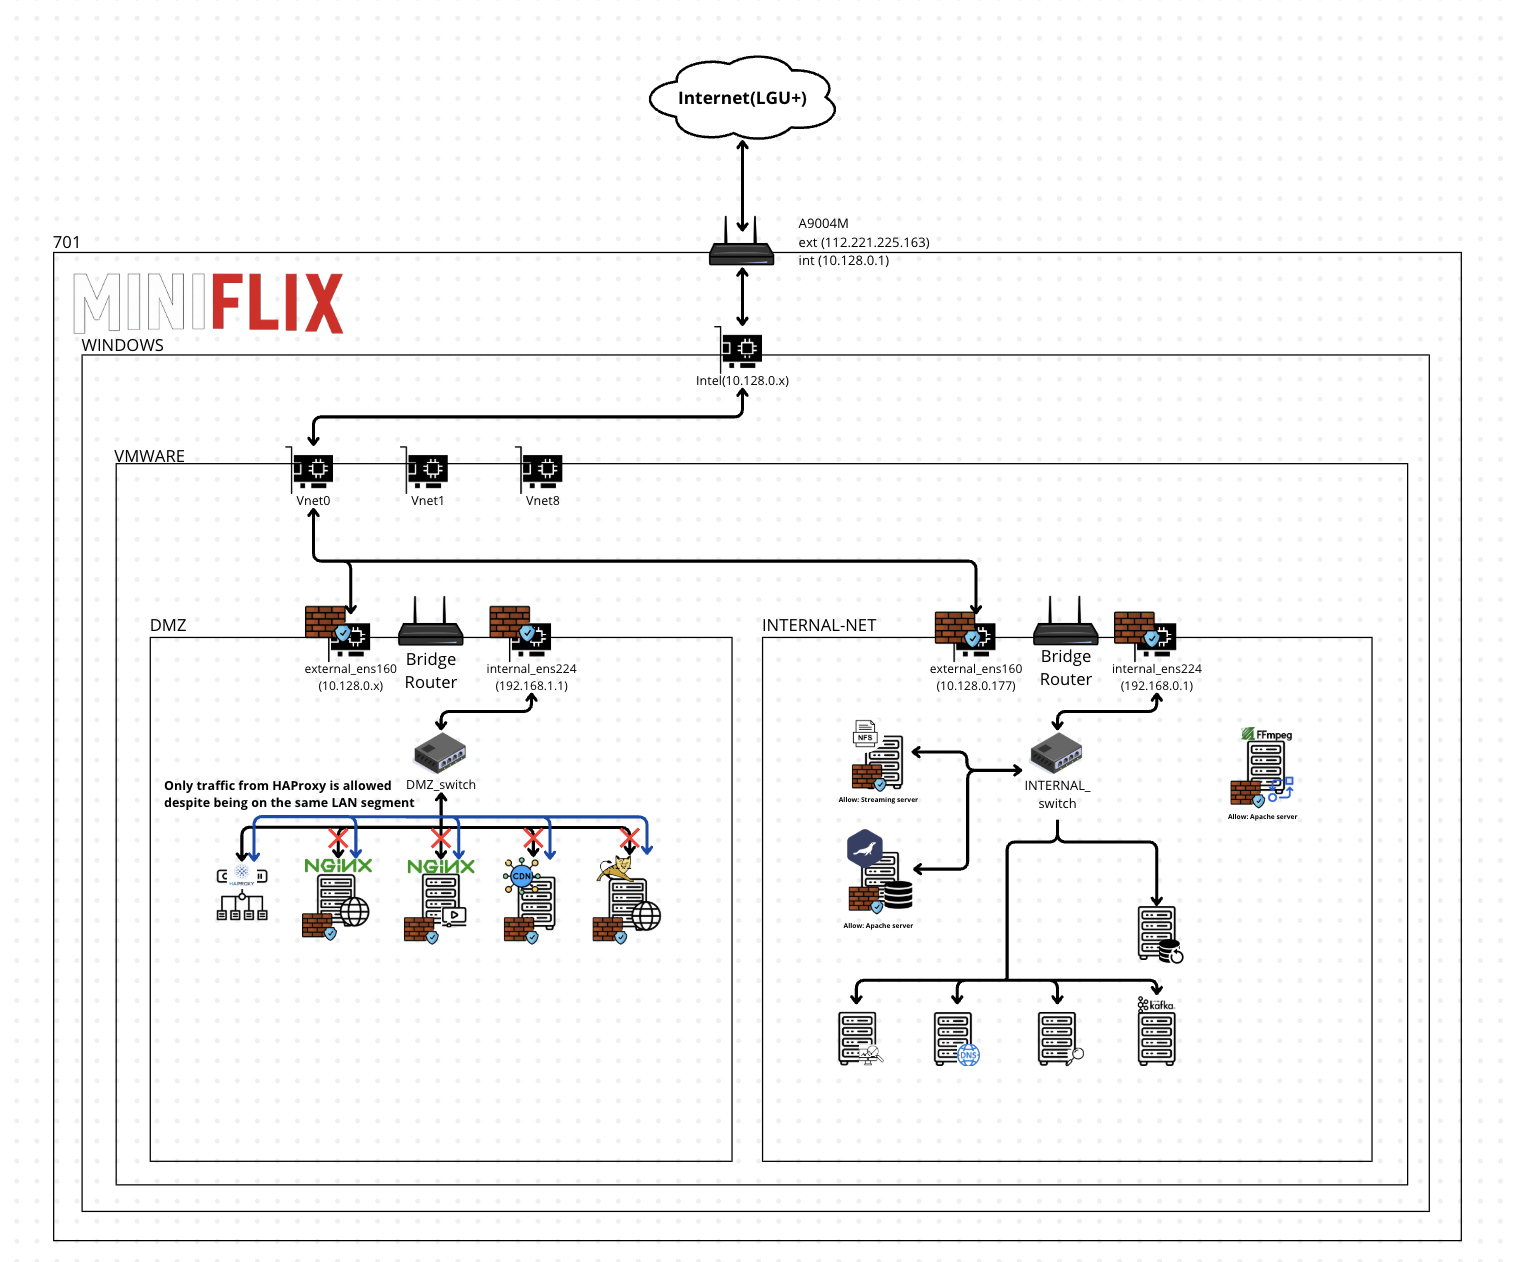 Internet(LGU+)
A9004M
ext (112.221.225.163)
int (10.128.0.1)
701
MINIFLIX
WINDOWS
Intel(10.128.0.x)
VMWARE
Vnet0
Vnet1
Vnet8
DMZ
external_ens160
(10.128.0.x)
Bridge
Router
internal_ens224
(192.168.1.1)
DMZ_switch
Only traffic from HAProxy is allowed
despite being on the same LAN segment
HAPROXY
NGINX
NGINX
CDN
INTERNAL-NET
external_ens160
(10.128.0.177)
Bridge
Router
internal_ens224
(192.168.0.1)
NFS
Allow: Streaming server
INTERNAL_
switch
FFmpeg
Allow: Apache server
Allow: Apache server
DNS
kafka